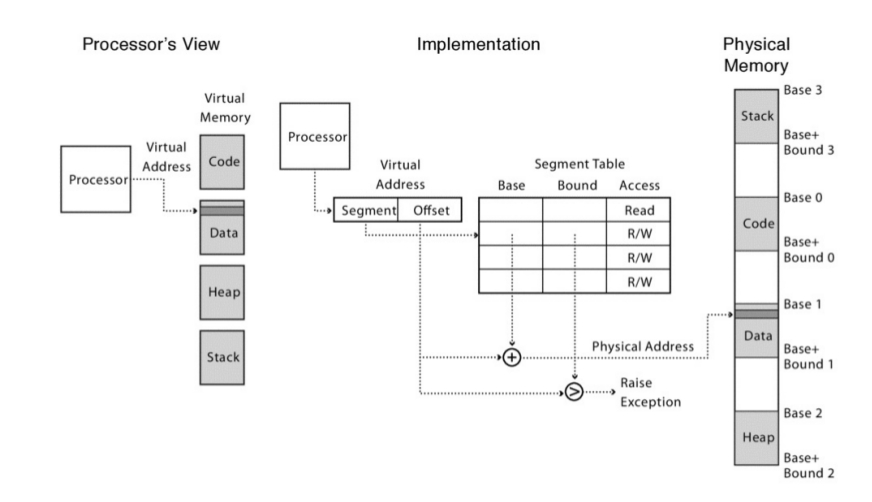 Processor's View
Implementation
Physical
Memory
Virtual
Memory
Processor
Virtual
Address
Code
Data
Heap
Stack
Processor
Virtual
Address
Segment Offset
Segment Table
Base Bound Access
Read
R/W
R/W
R/W
+
Physical Address
>
Raise
Exception
Base 3
Stack
Base+
Bound 3
Base 0
Code
Base+
Bound 0
Base 1
Data
Base+
Bound 1
Base 2
Heap
Base+
Bound 2